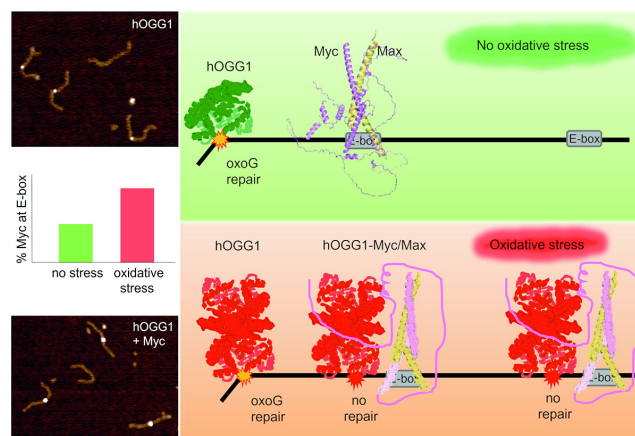 hOGG1
% Myc at E-box
no stress
oxidative
stress
hOGG1
+ Myc
No oxidative stress
Myc
Max
hOGG1
E-box
E-box
oxoG
repair
Oxidative stress
hOGG1
hOGG1-Myc/Max
E-box
E-box
oxoG
repair
no
repair
no
repair